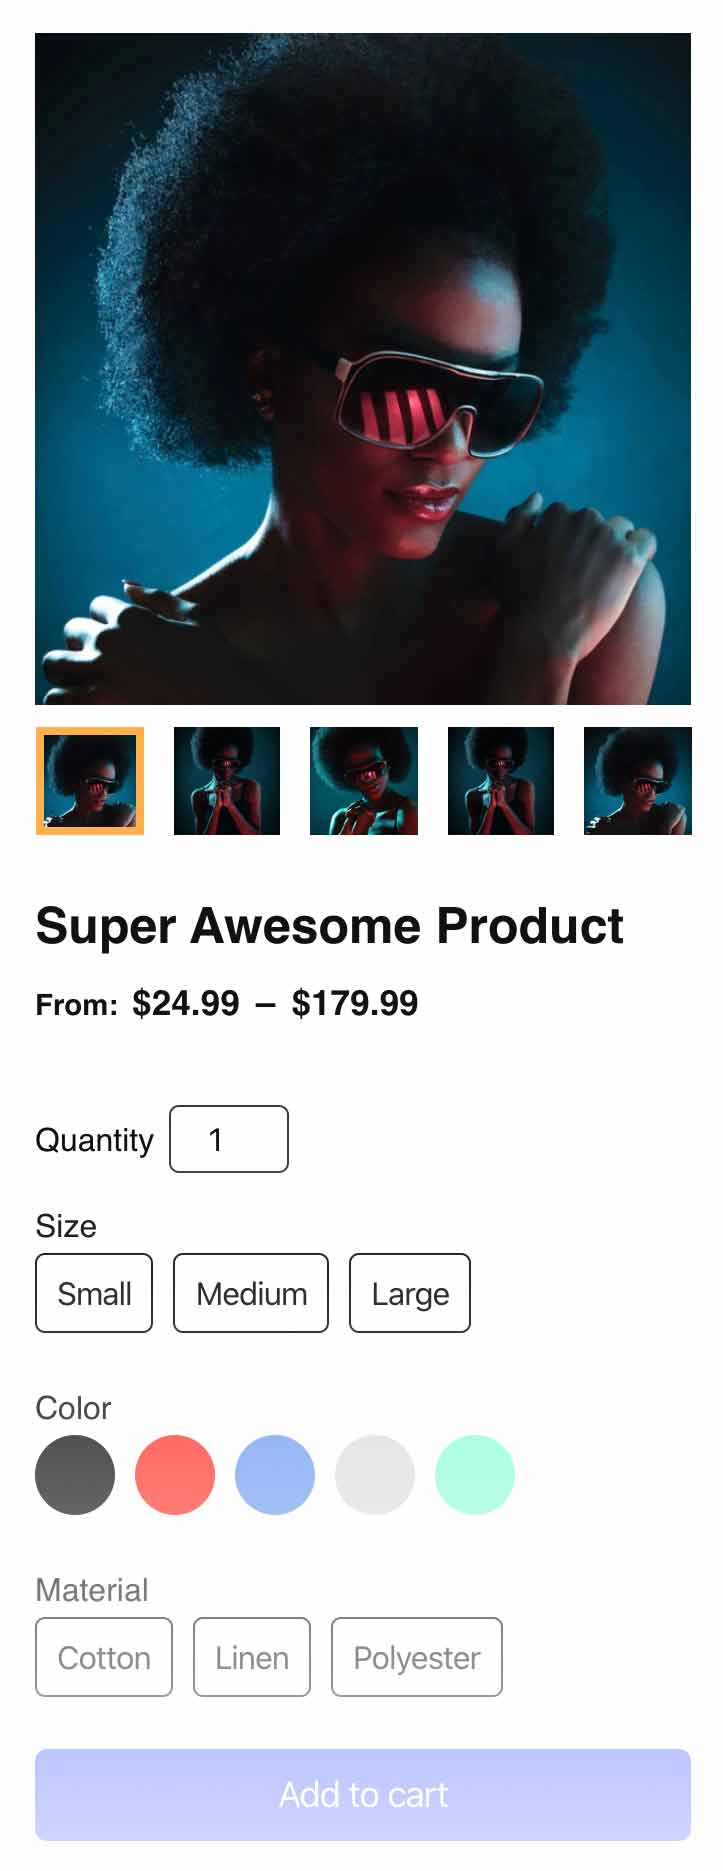 Super Awesome Product
From: $24.99 – $179.99
Quantity 1
Size
Small Medium Large
Color
Material
Cotton Linen Polyester
Add to cart